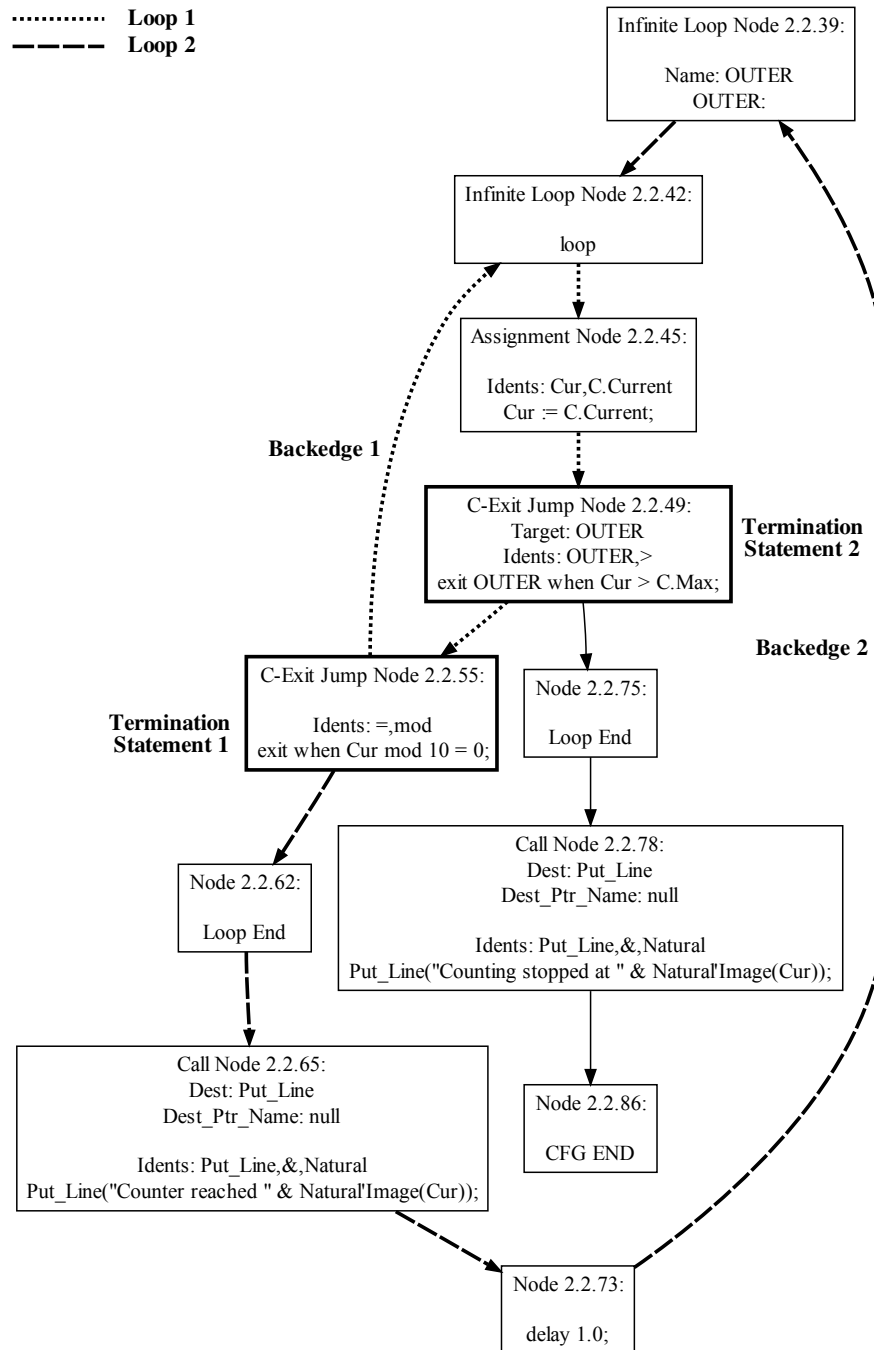 Loop 1
Loop 2
Infinite Loop Node 2.2.39:
Name: OUTER
OUTER:
Infinite Loop Node 2.2.42:
loop
Assignment Node 2.2.45:
Idents: Cur,C.Current
Cur := C.Current;
Backedge 1
C-Exit Jump Node 2.2.49:
Target: OUTER
Idents: OUTER,>
exit OUTER when Cur > C.Max;
Termination
Statement 2
Backedge 2
C-Exit Jump Node 2.2.55:
Idents: =,mod
exit when Cur mod 10 = 0;
Termination
Statement 1
Node 2.2.75:
Loop End
Call Node 2.2.78:
Dest: Put_Line
Dest_Ptr_Name: null
Idents: Put_Line,&,Natural
Put_Line("Counting stopped at " & Natural'Image(Cur));
Node 2.2.62:
Loop End
Call Node 2.2.65:
Dest: Put_Line
Dest_Ptr_Name: null
Idents: Put_Line,&,Natural
Put_Line("Counter reached " & Natural'Image(Cur));
Node 2.2.86:
CFG END
Node 2.2.73:
delay 1.0;